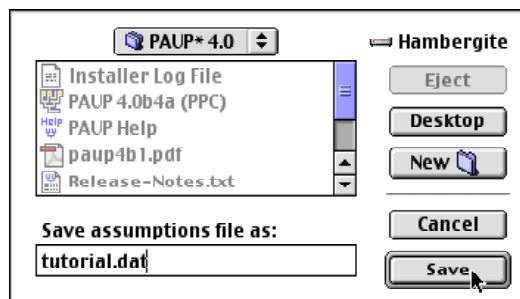 PAUP* 4.0
Hambergite
Installer Log File
PAUP 4.0b4a (PPC)
Help
PAUP Help
paup4b1.pdf
Release-Notes.txt
Eject
Desktop
New
Save assumptions file as:
tutorial.dat
Cancel
Save